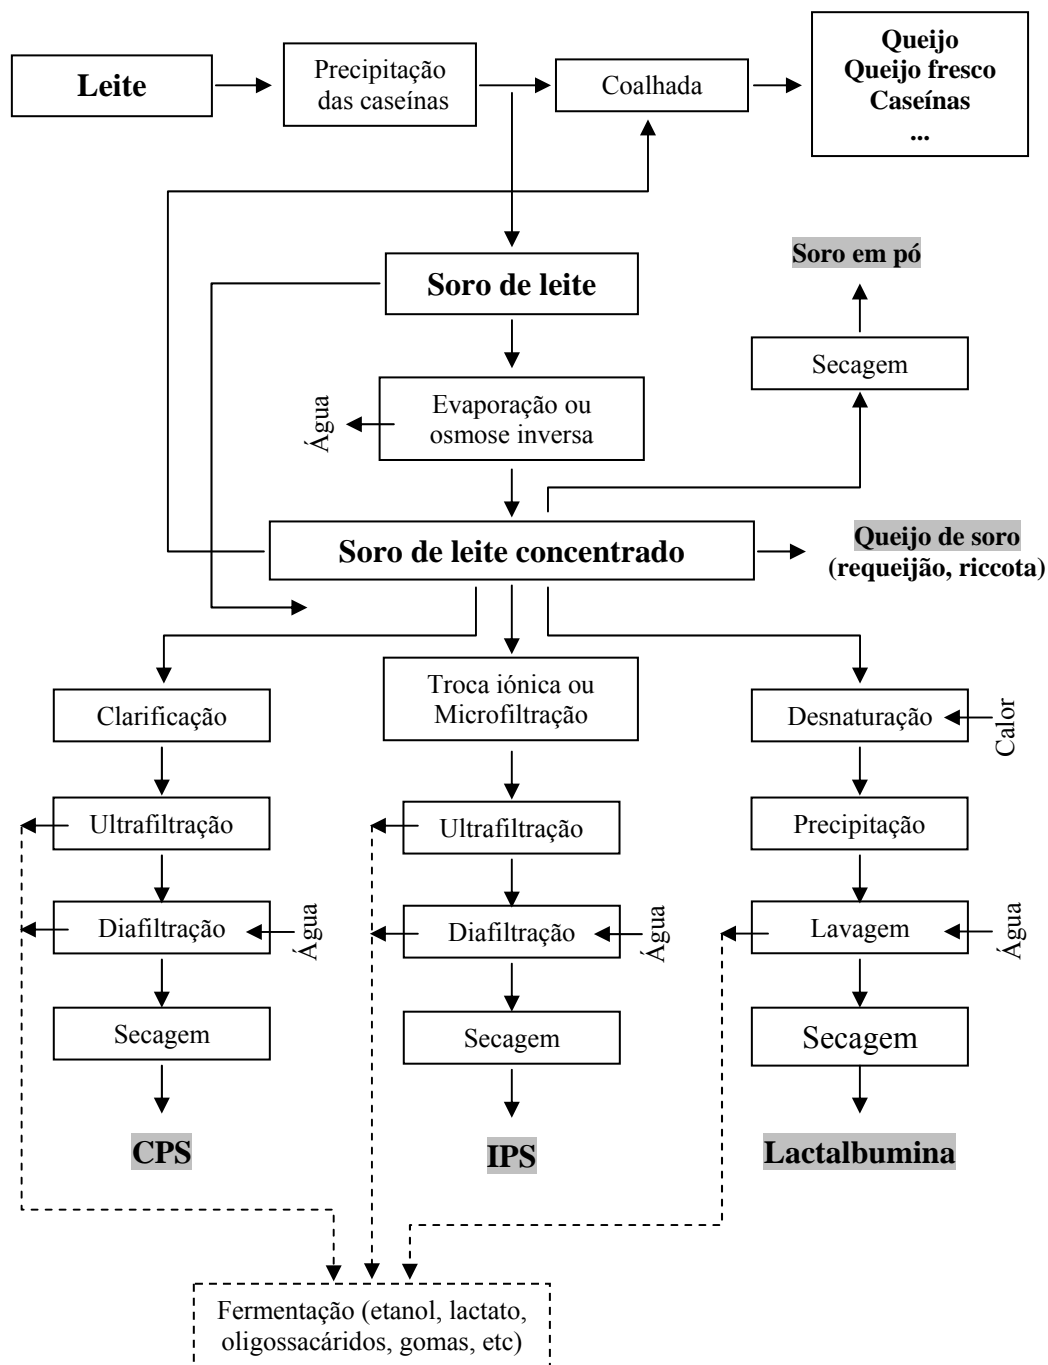 Leite
Precipitação
das caseínas
Coalhada
Queijo
Queijo fresco
Caseínas
...
Soro de leite
Soro em pó
Secagem
Água
Evaporação ou
osmose inversa
Soro de leite concentrado
Queijo de soro
(requeijão, riccota)
Clarificação
Troca iónica ou
Microfiltração
Desnaturação
Calor
Ultrafiltração
Ultrafiltração
Precipitação
Diafiltração
Água
Diafiltração
Água
Lavagem
Água
Secagem
Secagem
Secagem
CPS
IPS
Lactalbumina
Fermentação (etanol, lactato,
oligossacáridos, gomas, etc)